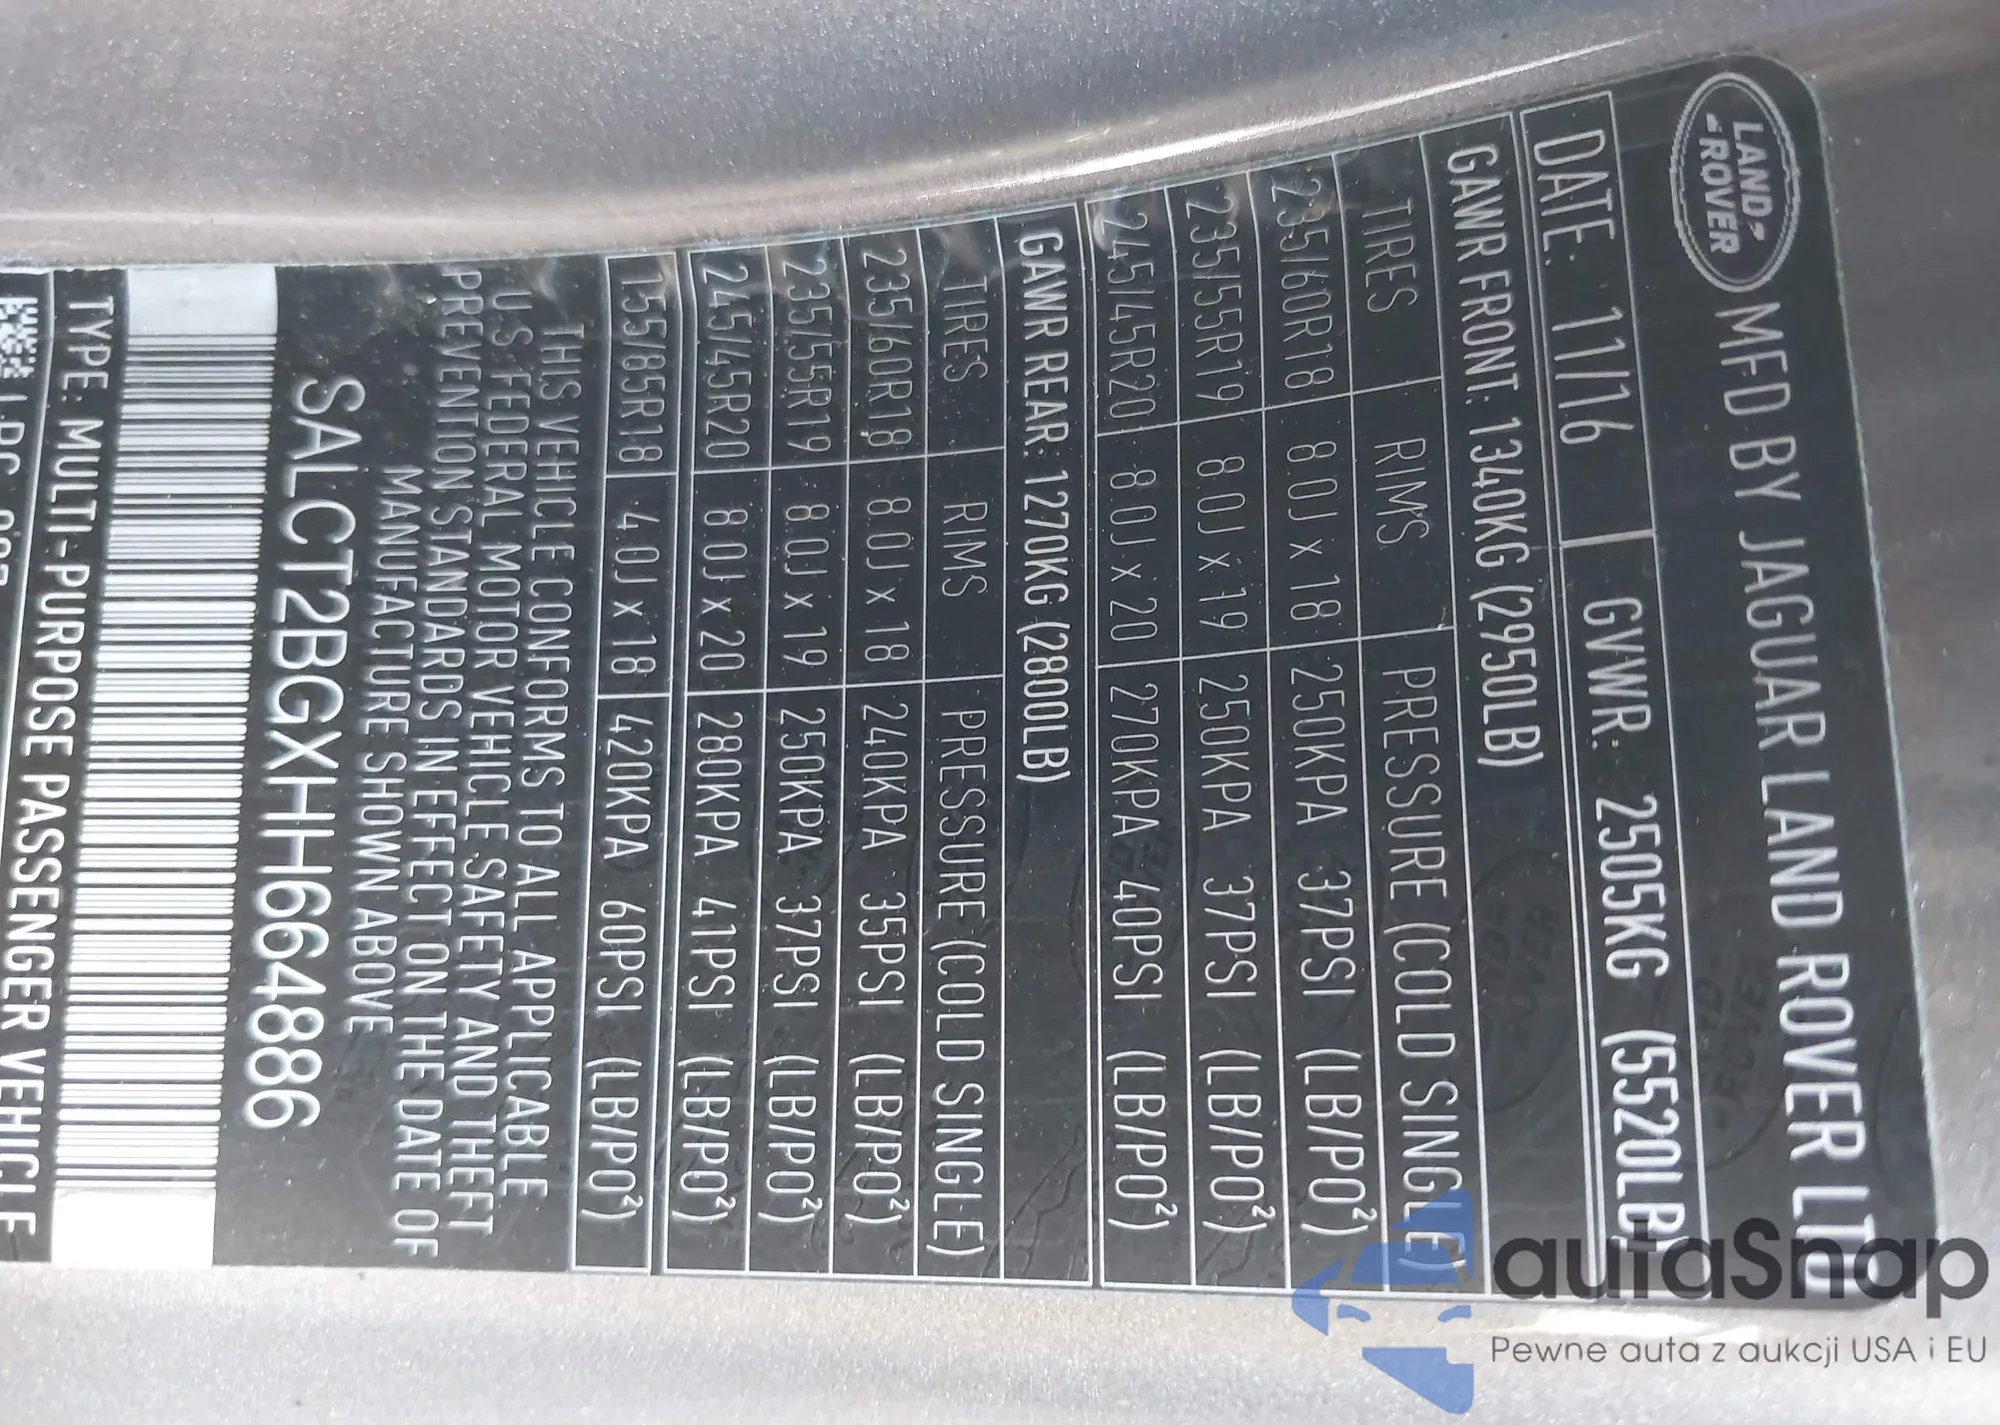 LAND-
-ROVER
MFD BY JAGUAR LAND ROVER LTD
DATE: 11/16 GVWR: 2505KG (5520LB)
GAWR FRONT: 1340KG (2950LB)
TIRES RIMS PRESSURE (COLD SINGLE)
235/60R18 8.0J x 18 250KPA 37PSI (LB/PO²)
235/55R19 8.0J x 19 250KPA 37PSI (LB/PO²)
245/45R20 8.0J x 20 270KPA 40PSI (LB/PO²)
GAWR REAR: 1270KG (2800LB)
TIRES RIMS PRESSURE (COLD SINGLE)
235/60R18 8.0J x 18 240KPA 35PSI (LB/PO²)
235/55R19 8.0J x 19 250KPA 37PSI (LB/PO²)
245/45R20 8.0J x 20 280KPA 41PSI (LB/PO²)
155/85R18 4.0J x 18 420KPA 60PSI (LB/PO²)
THIS VEHICLE CONFORMS TO ALL APPLICABLE
U.S FEDERAL MOTOR VEHICLE SAFETY AND THEFT
PREVENTION STANDARDS IN EFFECT ON THE DATE OF
MANUFACTURE SHOWN ABOVE
SALCT2BGXHH664886
TYPE: MULTI-PURPOSE PASSENGER VEHICLE
autaSnap
Pewne auta z aukcji USA i EU